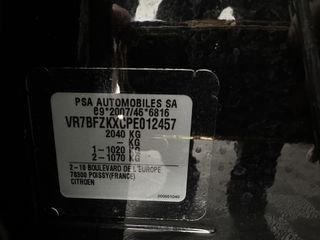 PSA AUTOMOBILES SA
e9*2007/46*6816
VR7BFZKXCPE012457
2040 KG
- KG
1-1020 KG
2-1070 KG
2-10 BOULEVARD DE L'EUROPE
78300 POISSY(FRANCE)
CITROEN